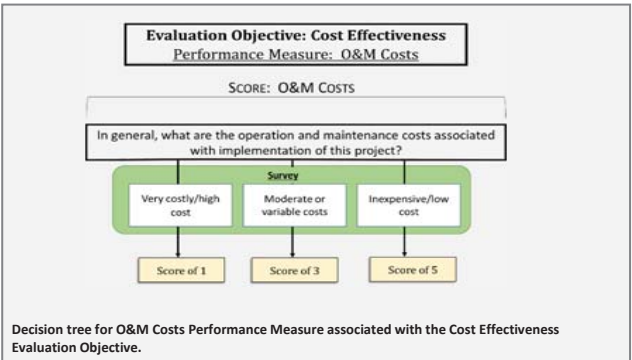 Evaluation Objective: Cost Effectiveness
Performance Measure: O&M Costs
SCORE: O&M COSTS
In general, what are the operation and maintenance costs associated
with implementation of this project?
Survey
Very costly/high
cost
Moderate or
variable costs
Inexpensive/low
cost
Score of 1
Score of 3
Score of 5
Decision tree for O&M Costs Performance Measure associated with the Cost Effectiveness
Evaluation Objective.